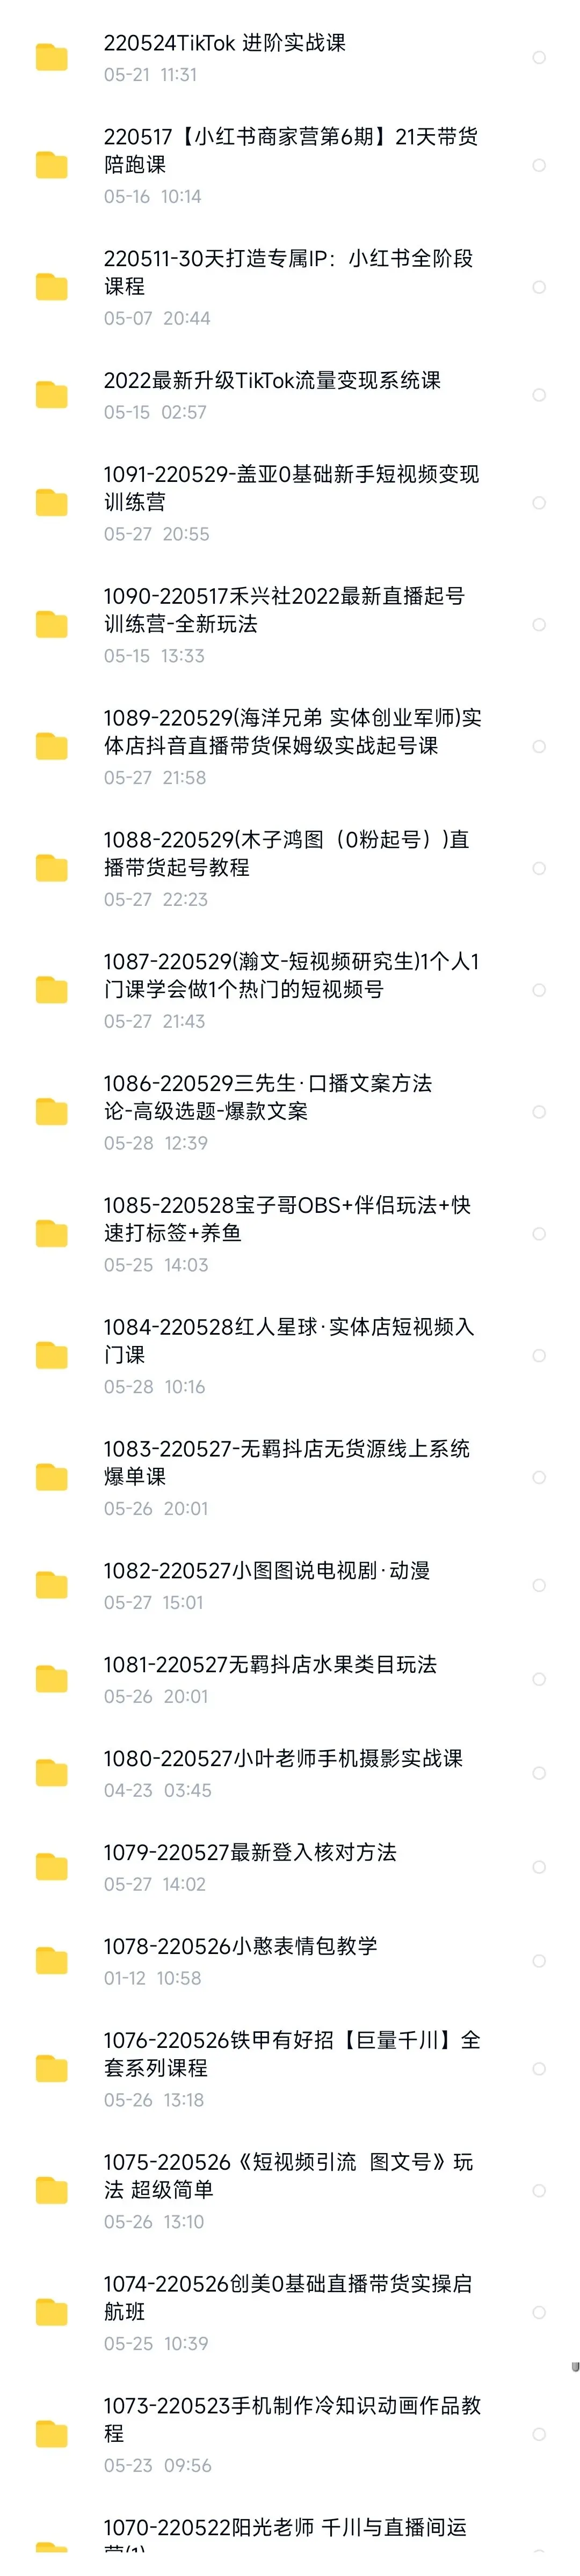 220524TikTok 进阶实战课
05-21 11:31
220517【小红书商家营第6期】21天带货
陪跑课
05-16 10:14
220511-30天打造专属IP：小红书全阶段
课程
05-07 20:44
2022最新升级TikTok流量变现系统课
05-15 02:57
1091-220529-盖亚0基础新手短视频变现
训练营
05-27 20:55
1090-220517禾兴社2022最新直播起号
训练营-全新玩法
05-15 13:33
1089-220529(海洋兄弟 实体创业军师)实
体店抖音直播带货保姆级实战起号课
05-27 21:58
1088-220529(木子鸿图（0粉起号）)直
播带货起号教程
05-27 22:23
1087-220529(瀚文-短视频研究生)1个人1
门课学会做1个热门的短视频号
05-27 21:43
1086-220529三先生·口播文案方法
论-高级选题-爆款文案
05-28 12:39
1085-220528宝子哥OBS+伴侣玩法+快
速打标签+养鱼
05-25 14:03
1084-220528红人星球·实体店短视频入
门课
05-28 10:16
1083-220527-无羁抖店无货源线上系统
爆单课
05-26 20:01
1082-220527小图图说电视剧·动漫
05-27 15:01
1081-220527无羁抖店水果类目玩法
05-26 20:01
1080-220527小叶老师手机摄影实战课
04-23 03:45
1079-220527最新登入核对方法
05-27 14:02
1078-220526小憨表情包教学
01-12 10:58
1076-220526铁甲有好招【巨量千川】全
套系列课程
05-26 13:18
1075-220526《短视频引流 图文号》玩
法 超级简单
05-26 13:10
1074-220526创美0基础直播带货实操启
航班
05-25 10:39
1073-220523手机制作冷知识动画作品教
程
05-23 09:56
1070-220522阳光老师 千川与直播间运
营(1)